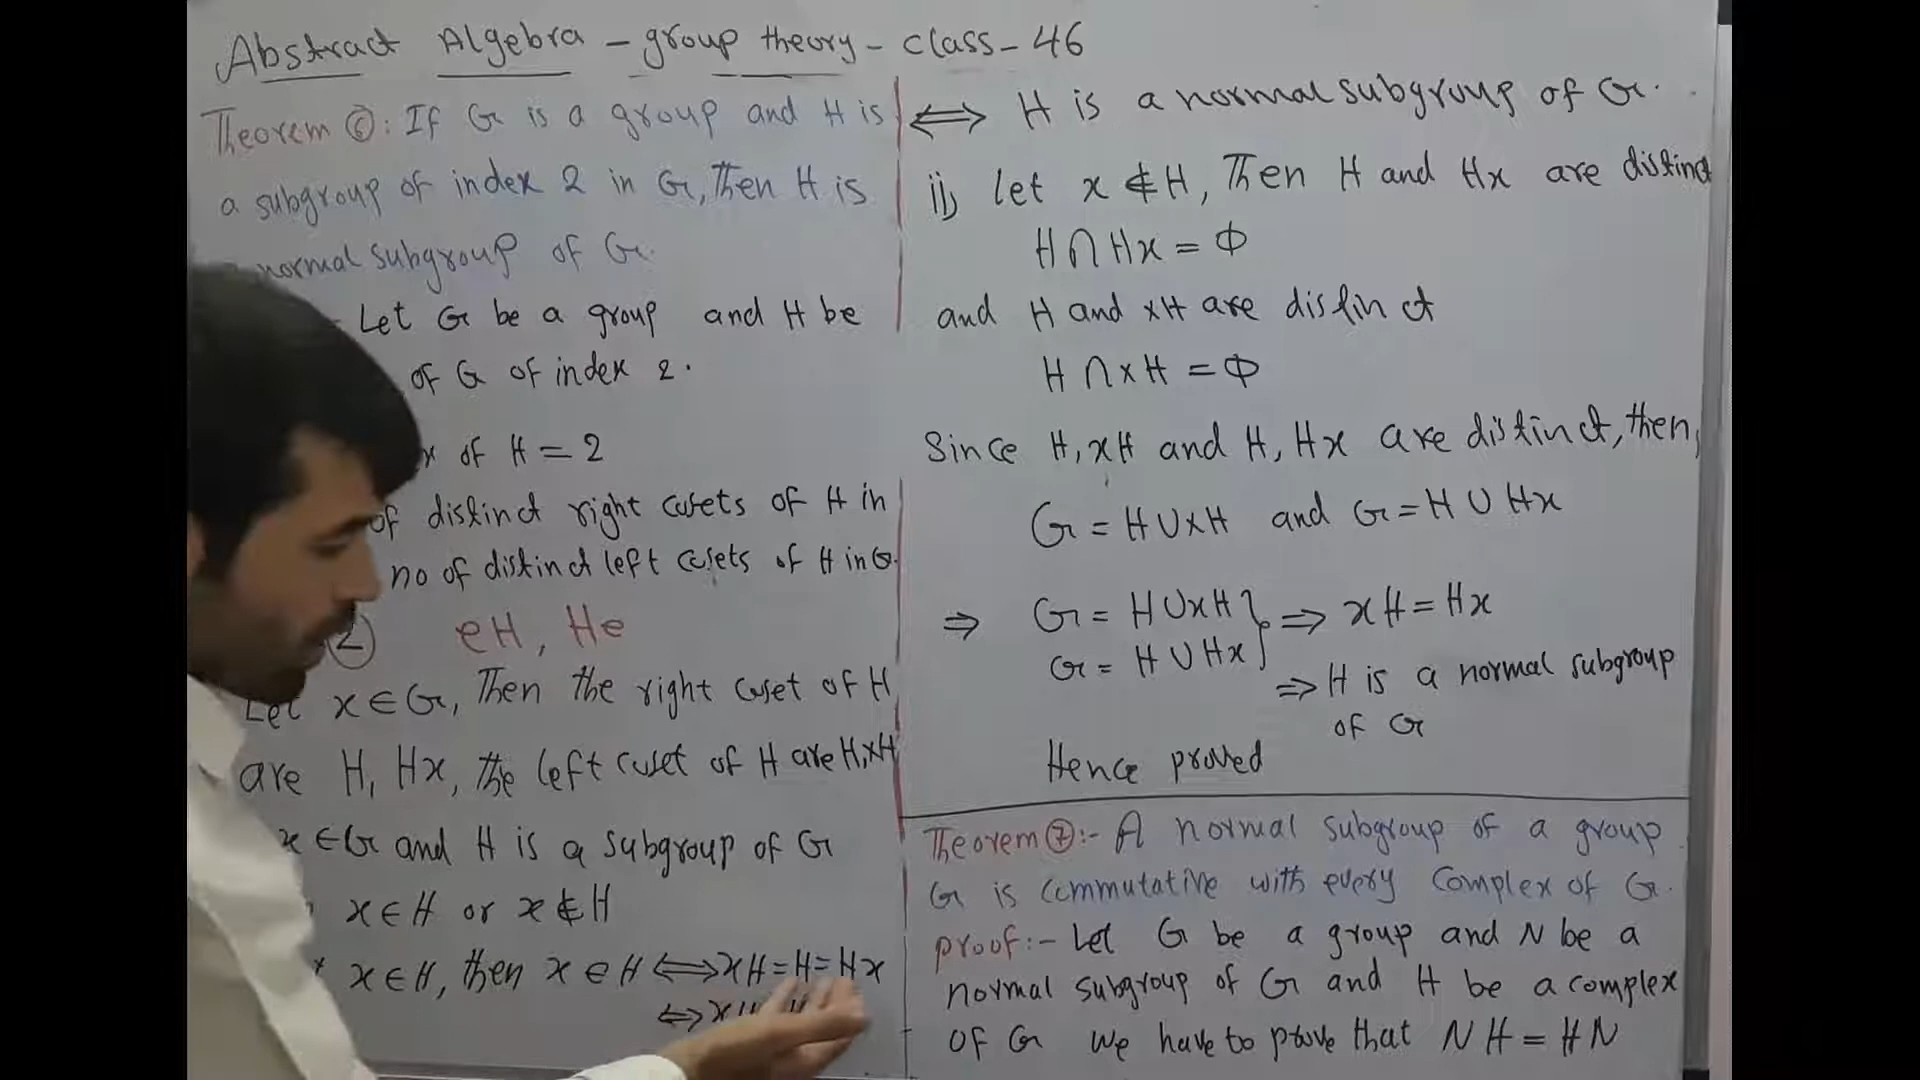 Abstract Algebra - group theory - class - 46
Theorem ⑥: If G is a group and H is
a subgroup of index 2 in G, Then H is
normal subgroup of G.
Let G be a group and H be
of G of index 2.
of H = 2
of distinct right cosets of H in
no of distinct left cosets of H in G.
② eH, He
Let x ∈ G, Then the right coset of H
are H, Hx, the left coset of H are H, xH
x ∈ G and H is a subgroup of G
x ∈ H or x ∉ H
x ∈ H, then x ∈ H ⟺ xH = H = Hx
⟺ x
⟺ H is a normal subgroup of G.
ii) let x ∉ H, Then H and Hx are distinct
H ∩ Hx = Φ
and H and xH are distinct
H ∩ xH = Φ
Since H, xH and H, Hx are distinct, then,
G = H ∪ xH and G = H ∪ Hx
⇒ G = H ∪ xH } ⇒ xH = Hx
G = H ∪ Hx
⇒ H is a normal subgroup
of G
Hence proved
Theorem ⑦:- A normal subgroup of a group
G is commutative with every complex of G.
proof:- Let G be a group and N be a
normal subgroup of G and H be a complex
of G we have to prove that NH = HN